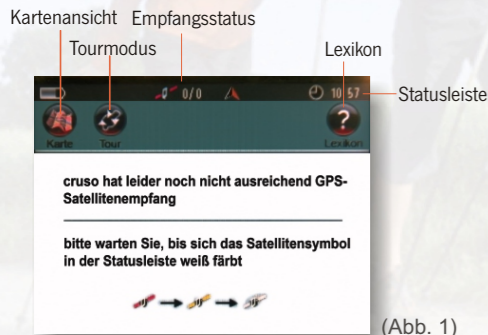 Kartenansicht
Empfangsstatus
Tourmodus
Lexikon
Statusleiste
0/0
10:57
Karte
Tour
?
Lexikon
cruso hat leider noch nicht ausreichend GPS-
Satellitenempfang
bitte warten Sie, bis sich das Satellitensymbol
in der Statusleiste weiß färbt
(Abb. 1)